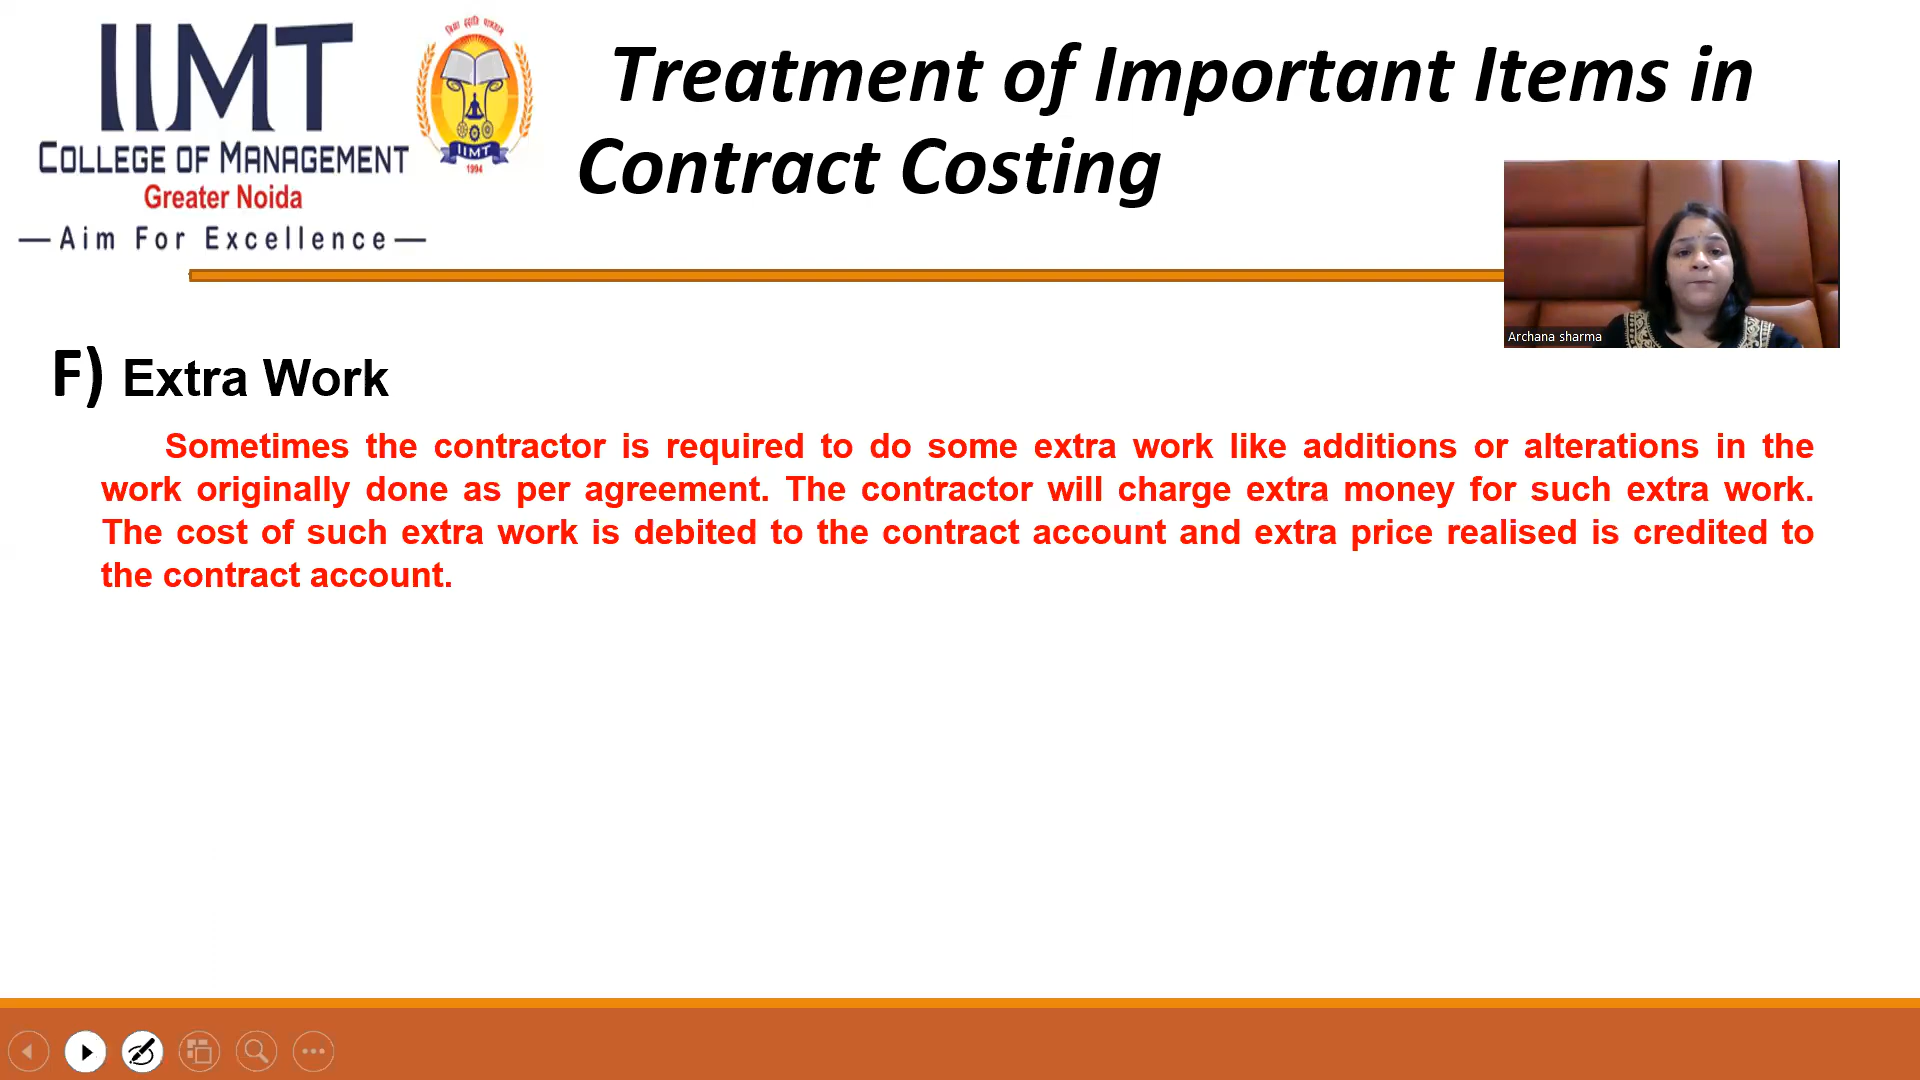 IIMT
COLLEGE OF MANAGEMENT
Greater Noida
—Aim For Excellence—
IIMT
1994
Treatment of Important Items in
Contract Costing
Archana sharma
F) Extra Work
Sometimes the contractor is required to do some extra work like additions or alterations in the
work originally done as per agreement. The contractor will charge extra money for such extra work.
The cost of such extra work is debited to the contract account and extra price realised is credited to
the contract account.